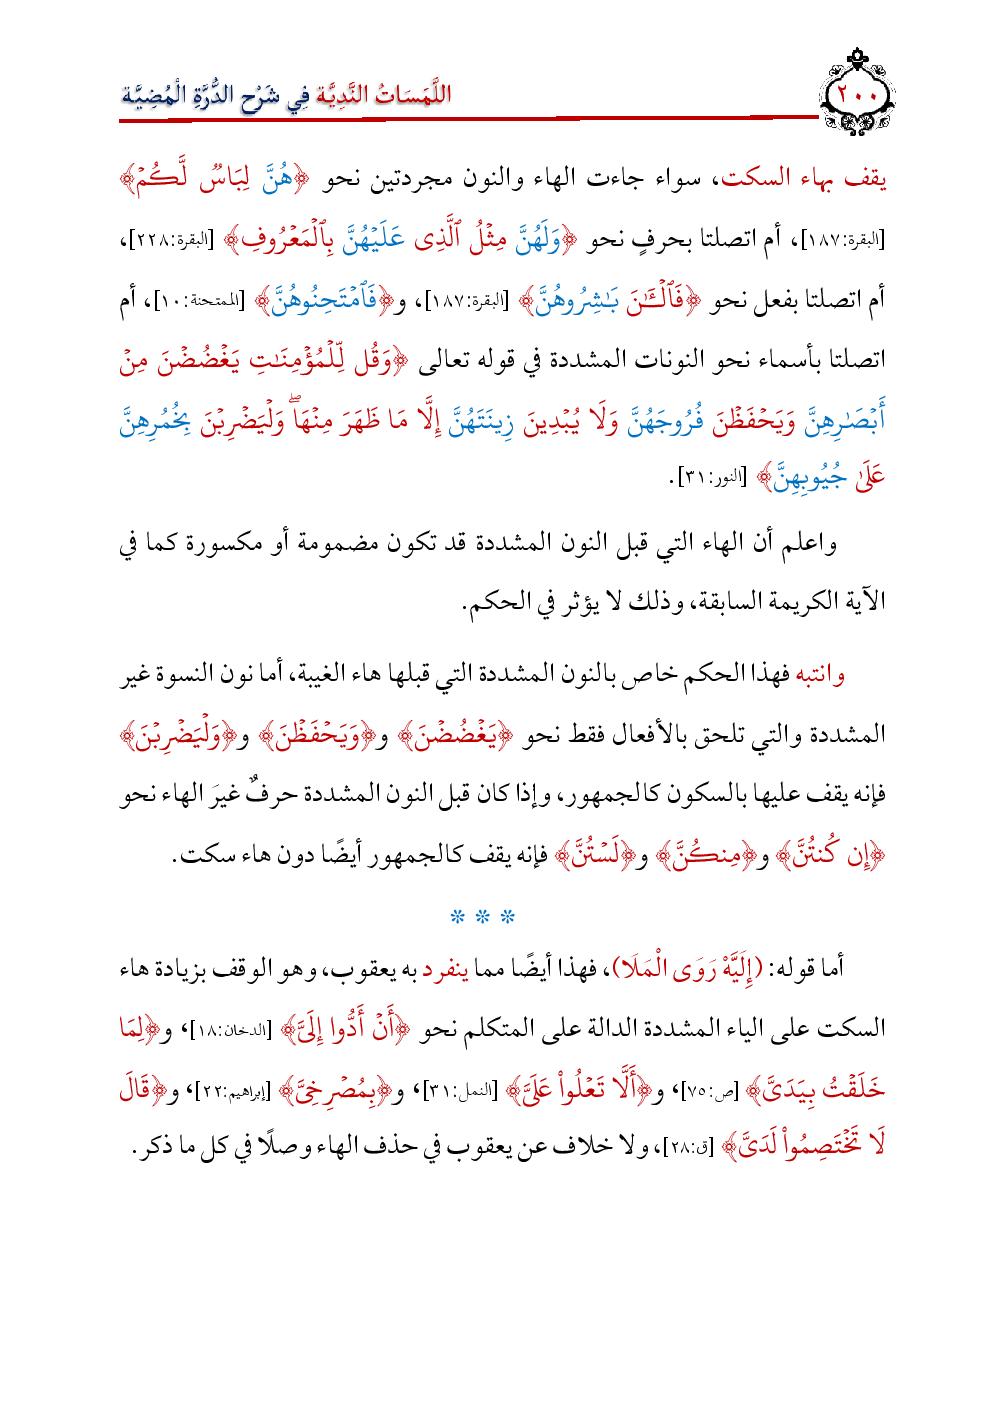 ٢٠٠
اللَّمَسَاتُ النَّدِيَّة فِي شَرْح الدُّرَّةِ الْمُضِيَّة
يقف بهاء السكت، سواء جاءت الهاء والنون مجردتين نحو ﴿هُنَّ لِبَاسٌ لَّكُمۡ﴾
[البقرة:١٨٧]، أم اتصلتا بحرفٍ نحو ﴿وَلَهُنَّ مِثۡلُ ٱلَّذِى عَلَيۡهُنَّ بِٱلۡمَعۡرُوفِ﴾ [البقرة:٢٢٨]،
أم اتصلتا بفعل نحو ﴿فَٱلۡـَٰٔنَ بَـٰشِرُوهُنَّ﴾ [البقرة:١٨٧]، و﴿فَٱمۡتَحِنُوهُنَّ﴾ [الممتحنة:١٠]، أم
اتصلتا بأسماء نحو النونات المشددة في قوله تعالى ﴿وَقُل لِّلۡمُؤۡمِنَـٰتِ يَغۡضُضۡنَ مِنۡ
أَبۡصَـٰرِهِنَّ وَيَحۡفَظۡنَ فُرُوجَهُنَّ وَلَا يُبۡدِينَ زِينَتَهُنَّ إِلَّا مَا ظَهَرَ مِنۡهَاۖ وَلۡيَضۡرِبۡنَ بِخُمُرِهِنَّ
عَلَىٰ جُيُوبِهِنَّ﴾ [النور:٣١].
واعلم أن الهاء التي قبل النون المشددة قد تكون مضمومة أو مكسورة كما في
الآية الكريمة السابقة، وذلك لا يؤثر في الحكم.
وانتبه فهذا الحكم خاص بالنون المشددة التي قبلها هاء الغيبة، أما نون النسوة غير
المشددة والتي تلحق بالأفعال فقط نحو ﴿يَغۡضُضۡنَ﴾ و﴿وَيَحۡفَظۡنَ﴾ و﴿وَلۡيَضۡرِبۡنَ﴾
فإنه يقف عليها بالسكون كالجمهور، وإذا كان قبل النون المشددة حرفٌ غيرَ الهاء نحو
﴿إِن كُنتُنَّ﴾ و﴿مِنكُنَّ﴾ و﴿لَسۡتُنَّ﴾ فإنه يقف كالجمهور أيضًا دون هاء سكت.
* * *
أما قوله: (إِلَيَّهْ رَوَى الْمَلَا)، فهذا أيضًا مما ينفرد به يعقوب، وهو الوقف بزيادة هاء
السكت على الياء المشددة الدالة على المتكلم نحو ﴿أَنۡ أَدُّوا إِلَىَّ﴾ [الدخان:١٨]، و﴿لِمَا
خَلَقۡتُ بِيَدَىَّ﴾ [ص:٧٥]، و﴿أَلَّا تَعۡلُواْ عَلَىَّ﴾ [النمل:٣١]، و﴿بِمُصۡرِخِىَّ﴾ [إبراهيم:٢٢]، و﴿قَالَ
لَا تَخۡتَصِمُواْ لَدَىَّ﴾ [ق:٢٨]، ولا خلاف عن يعقوب في حذف الهاء وصلًا في كل ما ذكر.